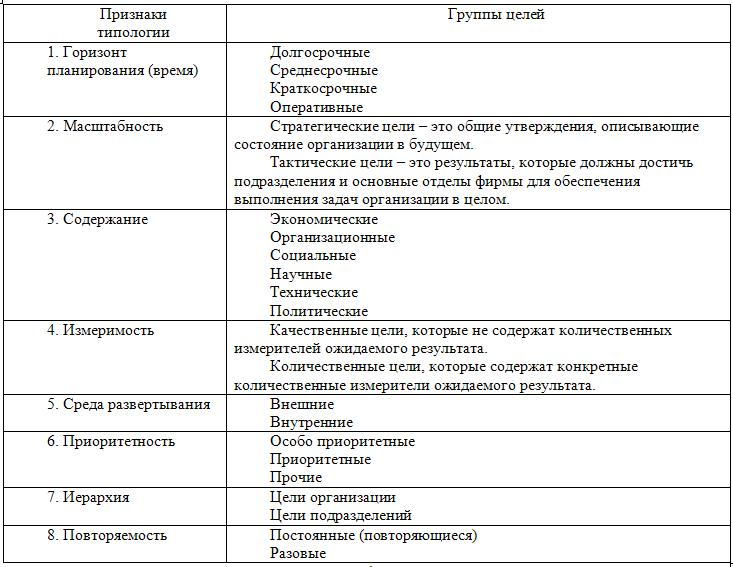 Признаки
типологии
Группы целей
1. Горизонт
планирования (время)
Долгосрочные
Среднесрочные
Краткосрочные
Оперативные
2. Масштабность
Стратегические цели – это общие утверждения, описывающие
состояние организации в будущем.
Тактические цели – это результаты, которые должны достичь
подразделения и основные отделы фирмы для обеспечения
выполнения задач организации в целом.
3. Содержание
Экономические
Организационные
Социальные
Научные
Технические
Политические
4. Измеримость
Качественные цели, которые не содержат количественных
измерителей ожидаемого результата.
Количественные цели, которые содержат конкретные
количественные измерители ожидаемого результата.
5. Среда развертывания
Внешние
Внутренние
6. Приоритетность
Особо приоритетные
Приоритетные
Прочие
7. Иерархия
Цели организации
Цели подразделений
8. Повторяемость
Постоянные (повторяющиеся)
Разовые